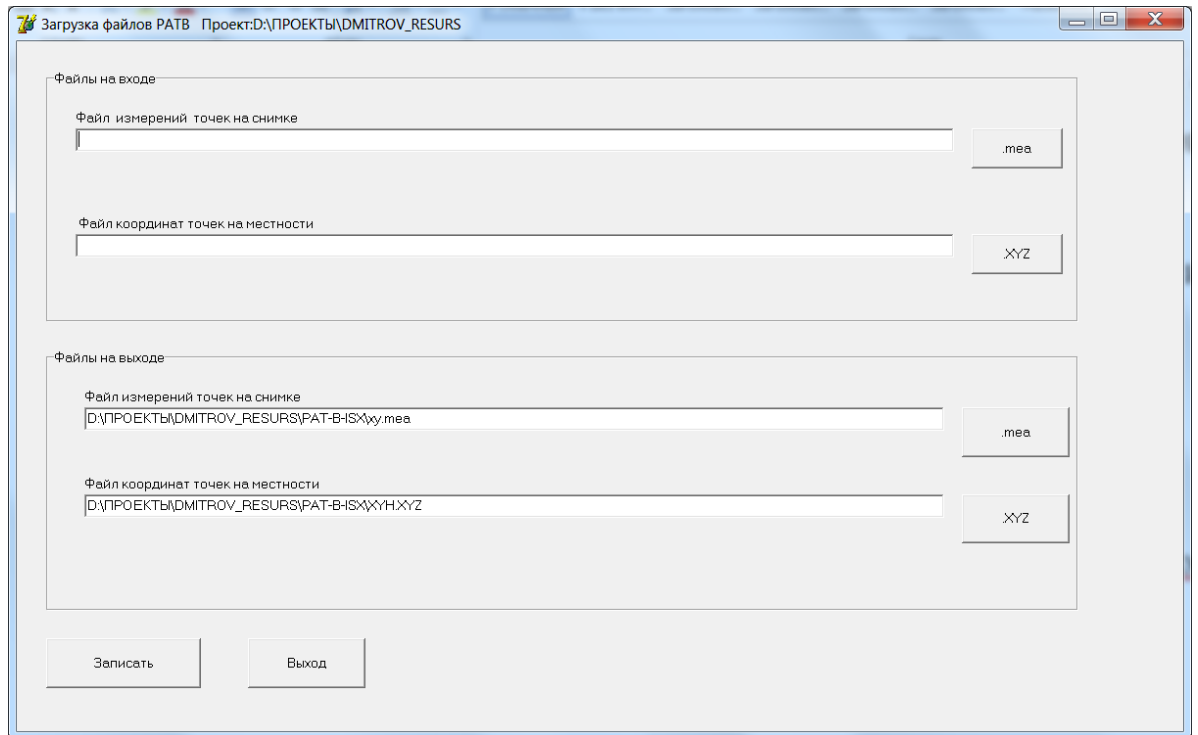 Загрузка файлов PATB Проект:D:\ПРОЕКТЫ\DMITROV_RESURS
Файлы на входе
Файл измерений точек на снимке
.mea
Файл координат точек на местности
.XYZ
Файлы на выходе
Файл измерений точек на снимке
D:\ПРОЕКТЫ\DMITROV_RESURS\PAT-B-ISX\xy.mea
.mea
Файл координат точек на местности
D:\ПРОЕКТЫ\DMITROV_RESURS\PAT-B-ISX\XYH.XYZ
.XYZ
Записать Выход